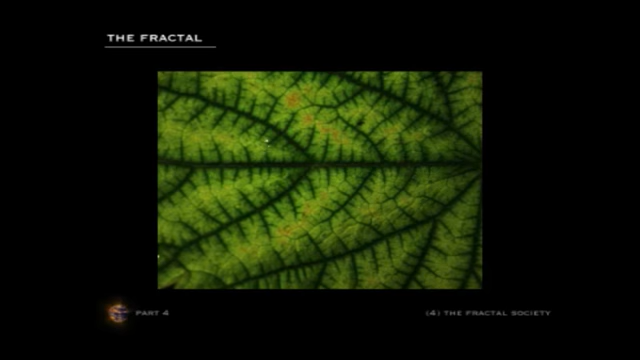 THE FRACTAL
PART 4
(4) THE FRACTAL SOCIETY